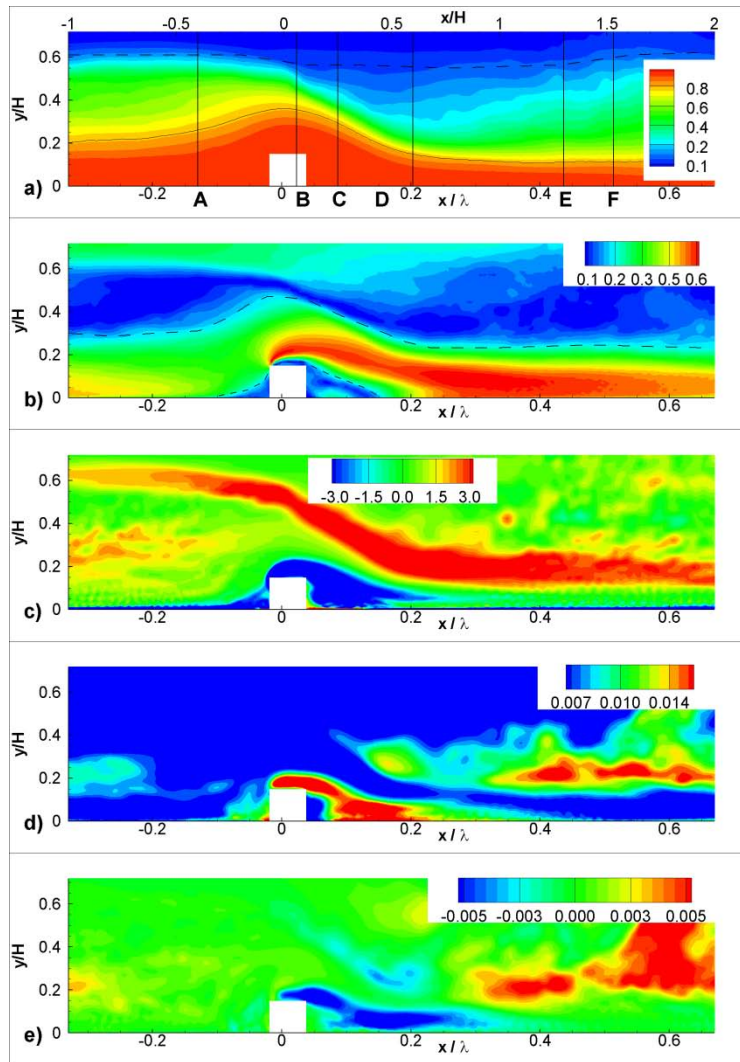 -1 -0.5 0 x/H 0.5 1 1.5 2
y/H
0.6
0.4
0.2
0
0.8
0.6
0.4
0.2
0.1
a)
-0.2 A 0 B C D x / λ 0.4 E F 0.6
y/H
0.6
0.4
0.2
0
0.1 0.2 0.3 0.5 0.6
b)
-0.2 0 0.2 x / λ 0.4 0.6
y/H
0.6
0.4
0.2
0
-3.0 -1.5 0.0 1.5 3.0
c)
-0.2 0 0.2 x / λ 0.4 0.6
y/H
0.6
0.4
0.2
0
0.007 0.010 0.014
d)
-0.2 0 0.2 x / λ 0.4 0.6
y/H
0.6
0.4
0.2
0
-0.005 -0.003 0.000 0.003 0.005
e)
-0.2 0 0.2 x / λ 0.4 0.6